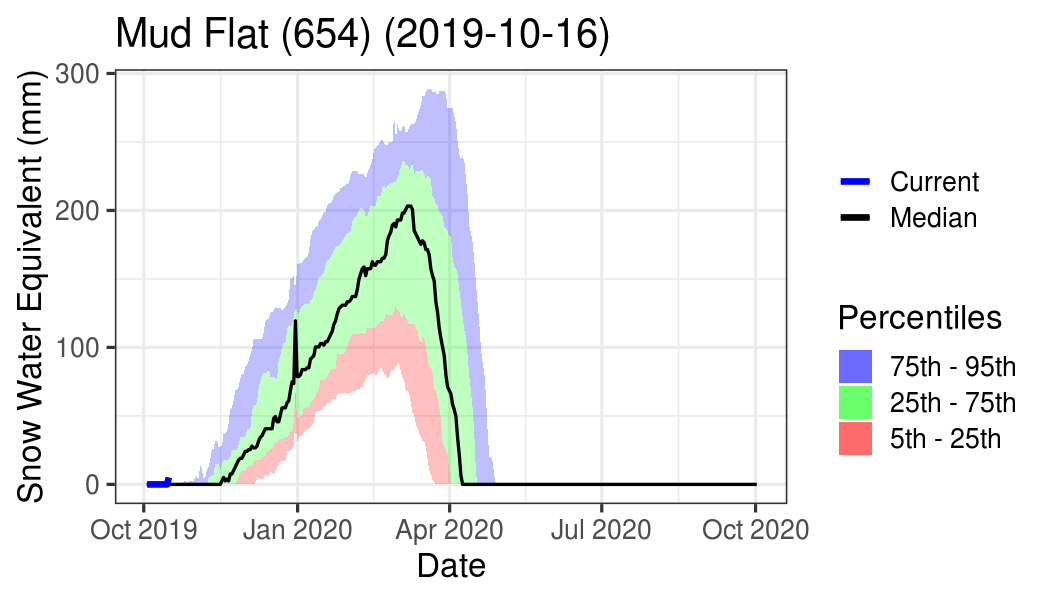 Mud Flat (654) (2019-10-16)
Snow Water Equivalent (mm)
300
200
100
0
Oct 2019 Jan 2020 Apr 2020 Jul 2020 Oct 2020
Date
Current
Median
Percentiles
75th - 95th
25th - 75th
5th - 25th